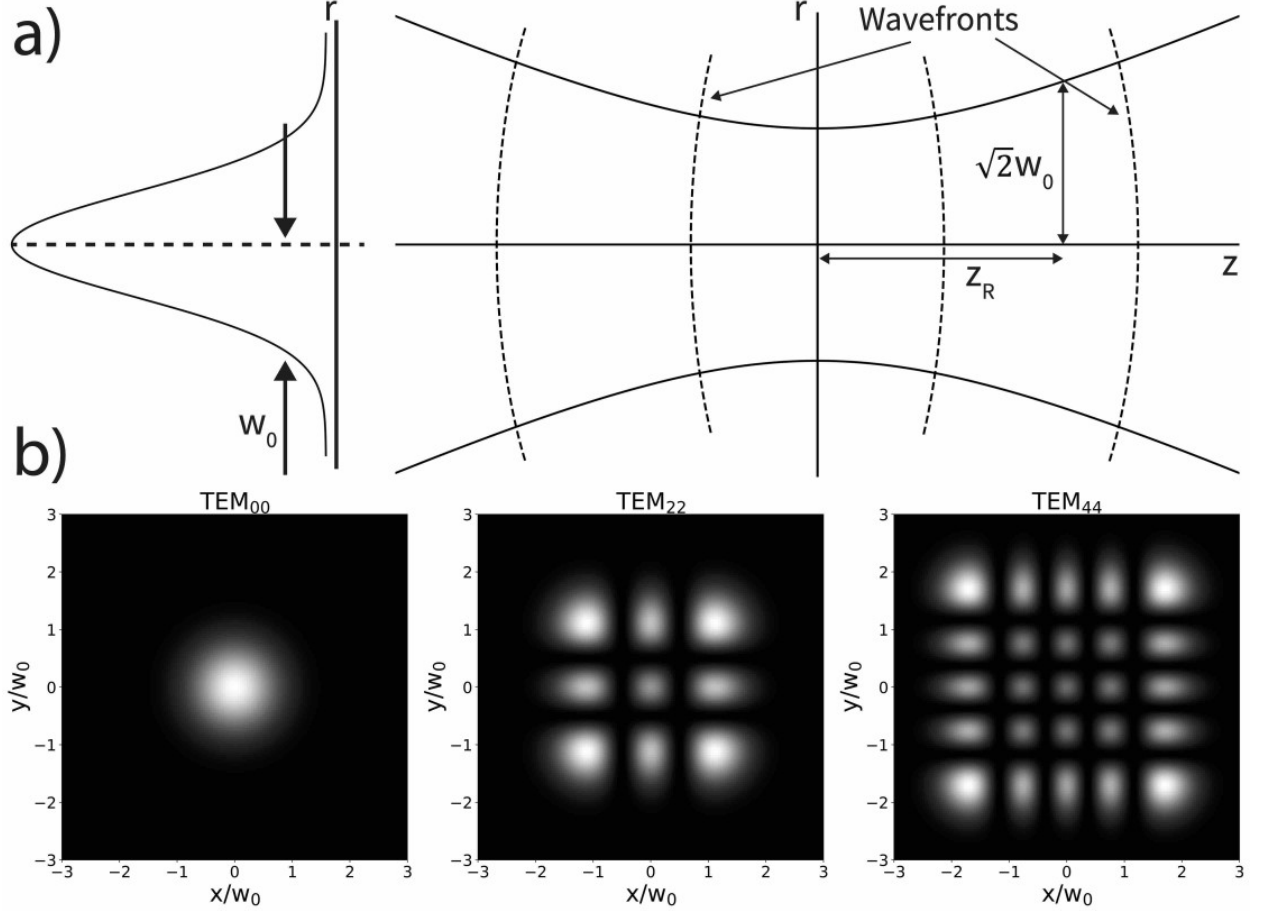 a)
r
w₀
r
Wavefronts
√2w₀
z_R
z
b)
TEM₀₀
3
2
1
0
−1
−2
−3
−3 −2 −1 0 1 2 3
y/w₀
x/w₀
TEM₂₂
3
2
1
0
−1
−2
−3
−3 −2 −1 0 1 2 3
y/w₀
x/w₀
TEM₄₄
3
2
1
0
−1
−2
−3
−3 −2 −1 0 1 2 3
y/w₀
x/w₀